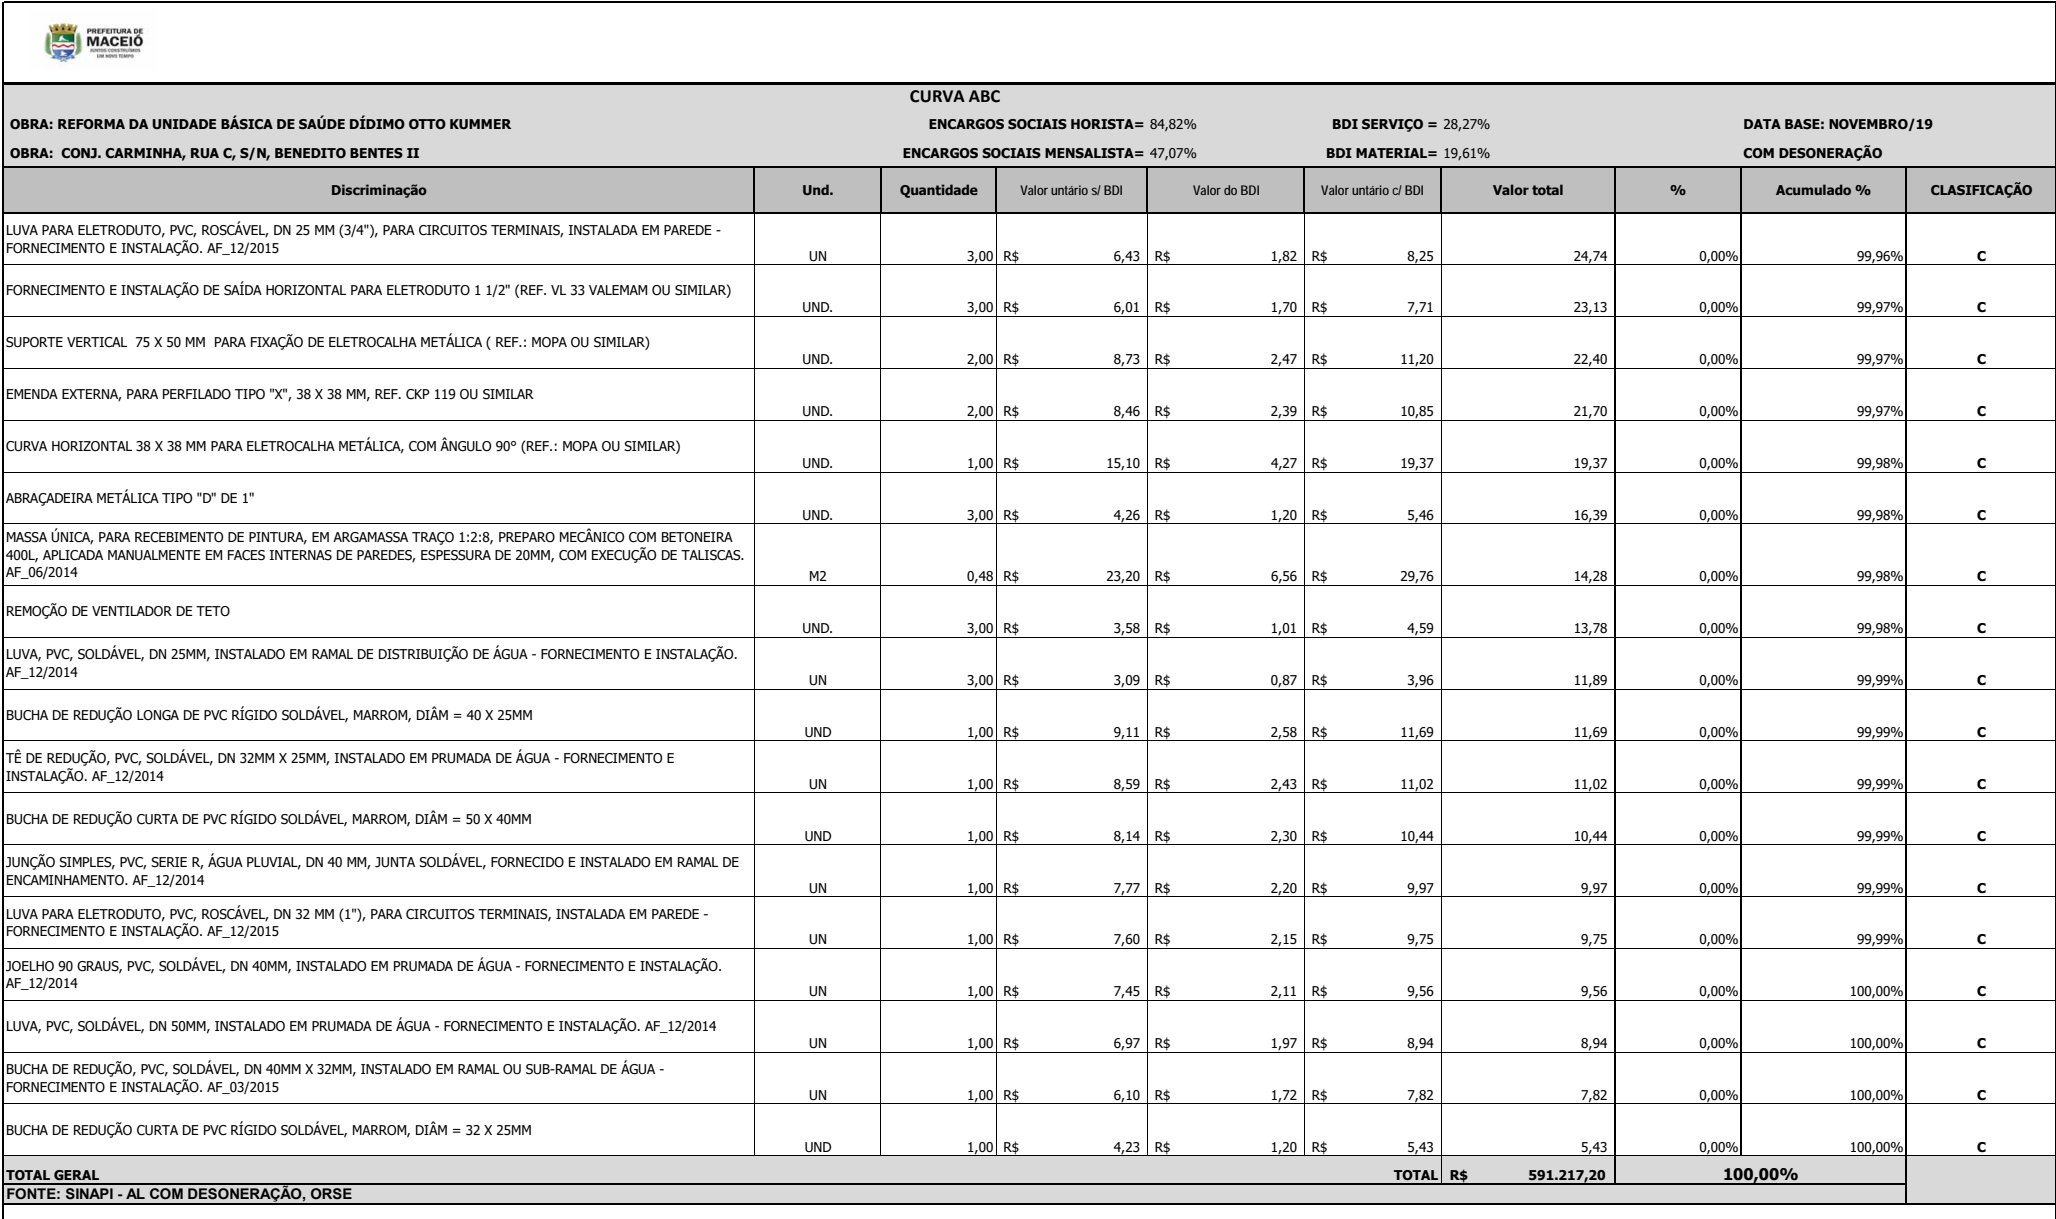 PREFEITURA DE
MACEIÓ
JUNTOS CONSTRUÍMOS
UM NOVO TEMPO
CURVA ABC
OBRA: REFORMA DA UNIDADE BÁSICA DE SAÚDE DÍDIMO OTTO KUMMER ENCARGOS SOCIAIS HORISTA= 84,82% BDI SERVIÇO = 28,27% DATA BASE: NOVEMBRO/19
OBRA: CONJ. CARMINHA, RUA C, S/N, BENEDITO BENTES II ENCARGOS SOCIAIS MENSALISTA= 47,07% BDI MATERIAL= 19,61% COM DESONERAÇÃO
Discriminação Und. Quantidade Valor untário s/ BDI Valor do BDI Valor untário c/ BDI Valor total % Acumulado % CLASIFICAÇÃO
LUVA PARA ELETRODUTO, PVC, ROSCÁVEL, DN 25 MM (3/4"), PARA CIRCUITOS TERMINAIS, INSTALADA EM PAREDE -
FORNECIMENTO E INSTALAÇÃO. AF_12/2015
UN 3,00 R$ 6,43 R$ 1,82 R$ 8,25 24,74 0,00% 99,96% C
FORNECIMENTO E INSTALAÇÃO DE SAÍDA HORIZONTAL PARA ELETRODUTO 1 1/2" (REF. VL 33 VALEMAM OU SIMILAR)
UND. 3,00 R$ 6,01 R$ 1,70 R$ 7,71 23,13 0,00% 99,97% C
SUPORTE VERTICAL 75 X 50 MM PARA FIXAÇÃO DE ELETROCALHA METÁLICA ( REF.: MOPA OU SIMILAR)
UND. 2,00 R$ 8,73 R$ 2,47 R$ 11,20 22,40 0,00% 99,97% C
EMENDA EXTERNA, PARA PERFILADO TIPO "X", 38 X 38 MM, REF. CKP 119 OU SIMILAR
UND. 2,00 R$ 8,46 R$ 2,39 R$ 10,85 21,70 0,00% 99,97% C
CURVA HORIZONTAL 38 X 38 MM PARA ELETROCALHA METÁLICA, COM ÂNGULO 90° (REF.: MOPA OU SIMILAR)
UND. 1,00 R$ 15,10 R$ 4,27 R$ 19,37 19,37 0,00% 99,98% C
ABRAÇADEIRA METÁLICA TIPO "D" DE 1"
UND. 3,00 R$ 4,26 R$ 1,20 R$ 5,46 16,39 0,00% 99,98% C
MASSA ÚNICA, PARA RECEBIMENTO DE PINTURA, EM ARGAMASSA TRAÇO 1:2:8, PREPARO MECÂNICO COM BETONEIRA
400L, APLICADA MANUALMENTE EM FACES INTERNAS DE PAREDES, ESPESSURA DE 20MM, COM EXECUÇÃO DE TALISCAS.
AF_06/2014
M2 0,48 R$ 23,20 R$ 6,56 R$ 29,76 14,28 0,00% 99,98% C
REMOÇÃO DE VENTILADOR DE TETO
UND. 3,00 R$ 3,58 R$ 1,01 R$ 4,59 13,78 0,00% 99,98% C
LUVA, PVC, SOLDÁVEL, DN 25MM, INSTALADO EM RAMAL DE DISTRIBUIÇÃO DE ÁGUA - FORNECIMENTO E INSTALAÇÃO.
AF_12/2014
UN 3,00 R$ 3,09 R$ 0,87 R$ 3,96 11,89 0,00% 99,99% C
BUCHA DE REDUÇÃO LONGA DE PVC RÍGIDO SOLDÁVEL, MARROM, DIÂM = 40 X 25MM
UND 1,00 R$ 9,11 R$ 2,58 R$ 11,69 11,69 0,00% 99,99% C
TÊ DE REDUÇÃO, PVC, SOLDÁVEL, DN 32MM X 25MM, INSTALADO EM PRUMADA DE ÁGUA - FORNECIMENTO E
INSTALAÇÃO. AF_12/2014
UN 1,00 R$ 8,59 R$ 2,43 R$ 11,02 11,02 0,00% 99,99% C
BUCHA DE REDUÇÃO CURTA DE PVC RÍGIDO SOLDÁVEL, MARROM, DIÂM = 50 X 40MM
UND 1,00 R$ 8,14 R$ 2,30 R$ 10,44 10,44 0,00% 99,99% C
JUNÇÃO SIMPLES, PVC, SERIE R, ÁGUA PLUVIAL, DN 40 MM, JUNTA SOLDÁVEL, FORNECIDO E INSTALADO EM RAMAL DE
ENCAMINHAMENTO. AF_12/2014
UN 1,00 R$ 7,77 R$ 2,20 R$ 9,97 9,97 0,00% 99,99% C
LUVA PARA ELETRODUTO, PVC, ROSCÁVEL, DN 32 MM (1"), PARA CIRCUITOS TERMINAIS, INSTALADA EM PAREDE -
FORNECIMENTO E INSTALAÇÃO. AF_12/2015
UN 1,00 R$ 7,60 R$ 2,15 R$ 9,75 9,75 0,00% 99,99% C
JOELHO 90 GRAUS, PVC, SOLDÁVEL, DN 40MM, INSTALADO EM PRUMADA DE ÁGUA - FORNECIMENTO E INSTALAÇÃO.
AF_12/2014
UN 1,00 R$ 7,45 R$ 2,11 R$ 9,56 9,56 0,00% 100,00% C
LUVA, PVC, SOLDÁVEL, DN 50MM, INSTALADO EM PRUMADA DE ÁGUA - FORNECIMENTO E INSTALAÇÃO. AF_12/2014
UN 1,00 R$ 6,97 R$ 1,97 R$ 8,94 8,94 0,00% 100,00% C
BUCHA DE REDUÇÃO, PVC, SOLDÁVEL, DN 40MM X 32MM, INSTALADO EM RAMAL OU SUB-RAMAL DE ÁGUA -
FORNECIMENTO E INSTALAÇÃO. AF_03/2015
UN 1,00 R$ 6,10 R$ 1,72 R$ 7,82 7,82 0,00% 100,00% C
BUCHA DE REDUÇÃO CURTA DE PVC RÍGIDO SOLDÁVEL, MARROM, DIÂM = 32 X 25MM
UND 1,00 R$ 4,23 R$ 1,20 R$ 5,43 5,43 0,00% 100,00% C
TOTAL GERAL TOTAL R$ 591.217,20 100,00%
FONTE: SINAPI - AL COM DESONERAÇÃO, ORSE